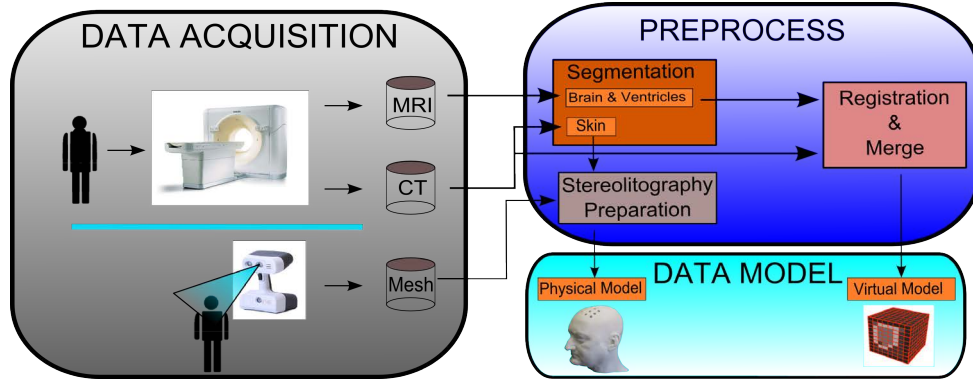 DATA ACQUISITION
MRI
CT
Mesh
PREPROCESS
Segmentation
Brain & Ventricles
Skin
Registration
&
Merge
Stereolitography
Preparation
DATA MODEL
Physical Model
Virtual Model